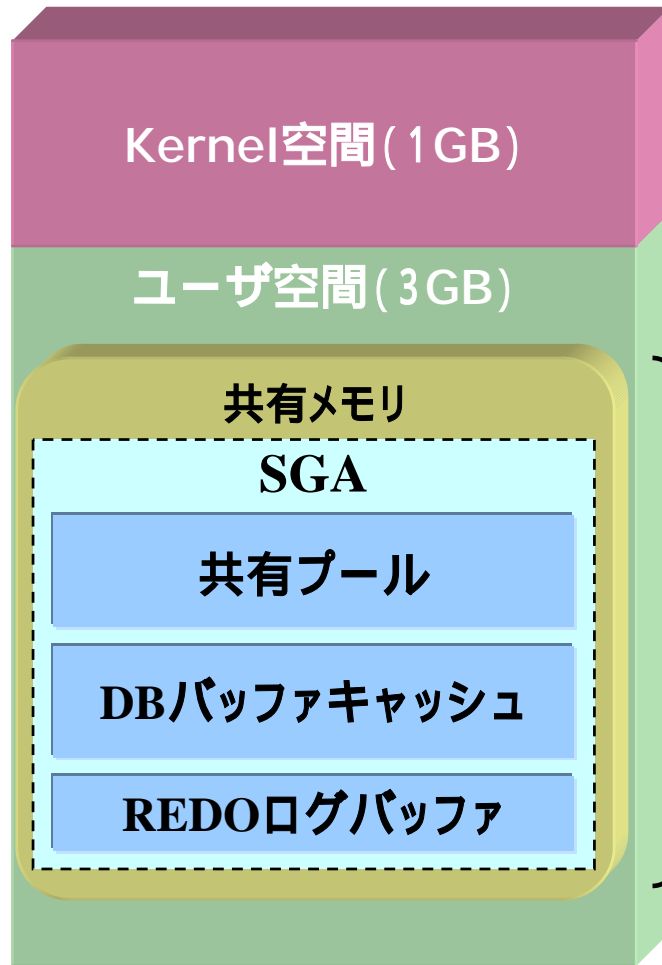 Kernel空間(1GB)
ユーザ空間(3GB)
共有メモリ
SGA
共有プール
DBバッファキャッシュ
REDOログバッファ